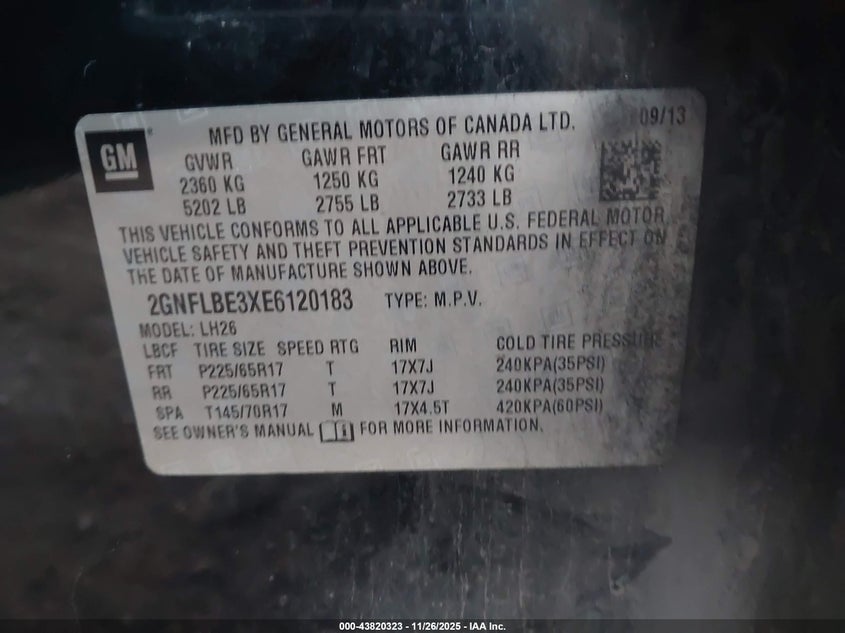 GM
MFD BY GENERAL MOTORS OF CANADA LTD. 09/13
GVWR GAWR FRT GAWR RR
2360 KG 1250 KG 1240 KG
5202 LB 2755 LB 2733 LB
THIS VEHICLE CONFORMS TO ALL APPLICABLE U.S. FEDERAL MOTOR
VEHICLE SAFETY AND THEFT PREVENTION STANDARDS IN EFFECT ON
THE DATE OF MANUFACTURE SHOWN ABOVE.
2GNFLBE3XE6120183 TYPE: M.P.V.
MODEL: LH26
LBCF TIRE SIZE SPEED RTG RIM COLD TIRE PRESSURE
FRT P225/65R17 T 17X7J 240KPA(35PSI)
RR P225/65R17 T 17X7J 240KPA(35PSI)
SPA T145/70R17 M 17X4.5T 420KPA(60PSI)
SEE OWNER'S MANUAL FOR MORE INFORMATION.
000-43820323 - 11/26/2025 - IAA Inc.